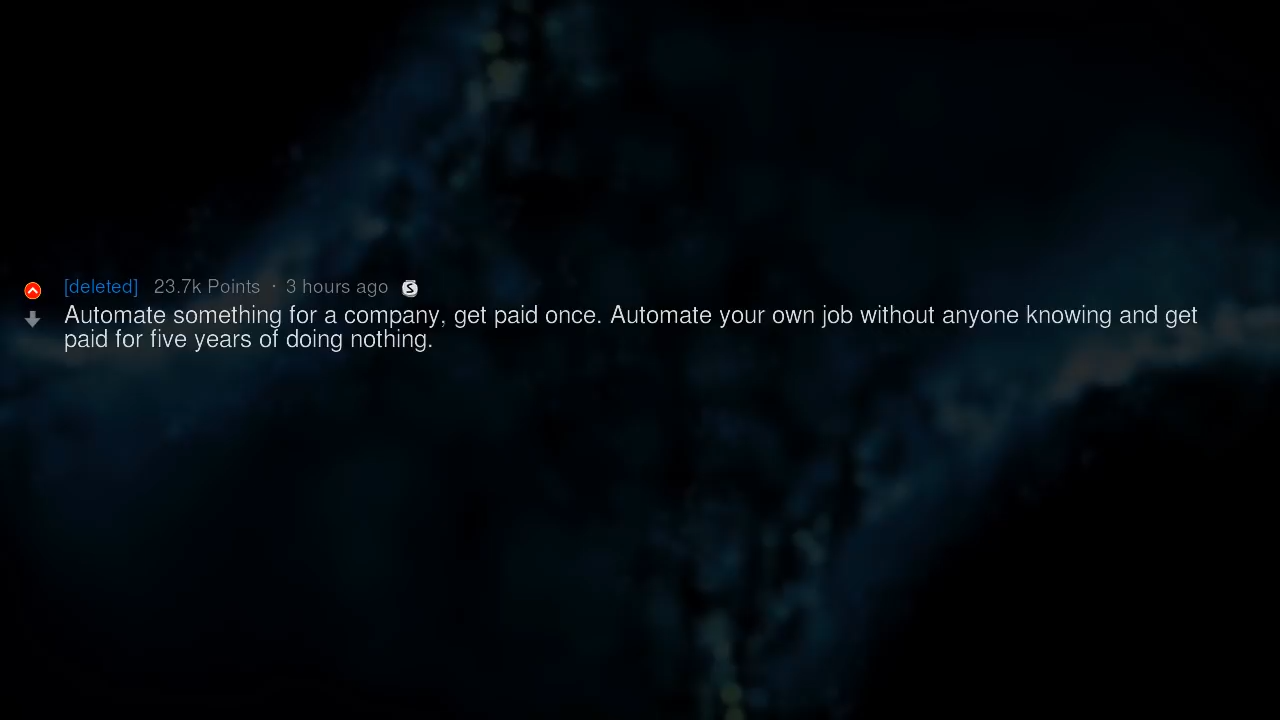 [deleted] 23.7k Points · 3 hours ago S
Automate something for a company, get paid once. Automate your own job without anyone knowing and get
paid for five years of doing nothing.